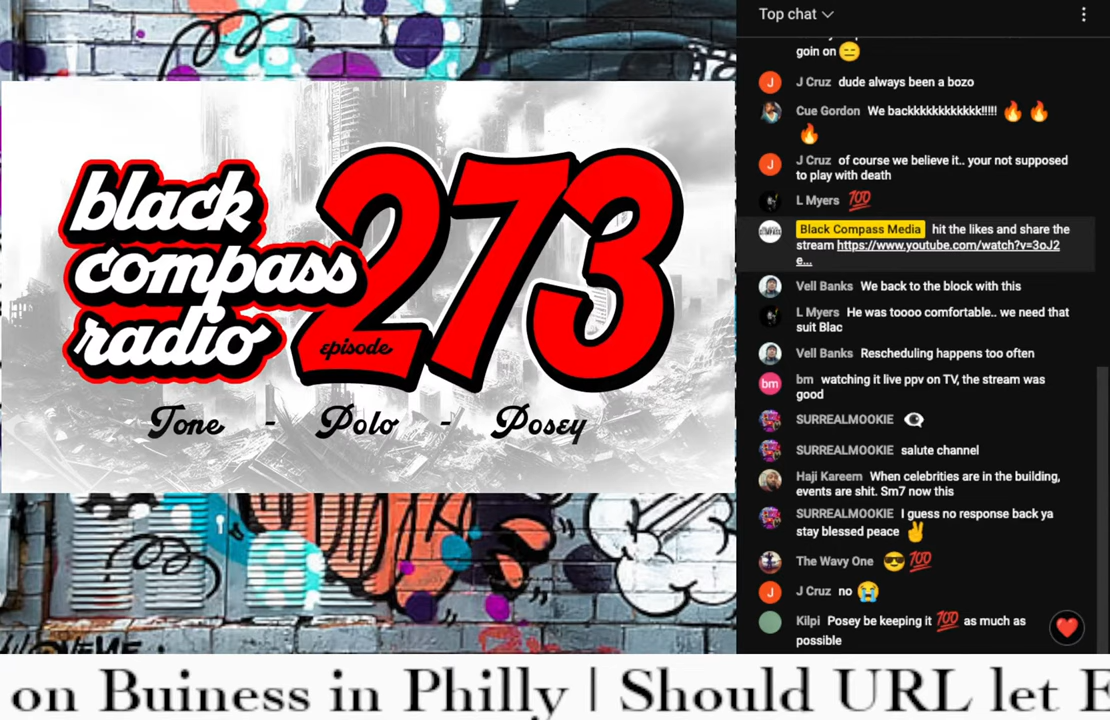 black
compass
radio
273
episode
Tone - Polo - Posey
Top chat
goin on 😑
J Cruz dude always been a bozo
Cue Gordon We backkkkkkkkkkkk!!!!! 🔥 🔥
🔥
J Cruz of course we believe it.. your not supposed
to play with death
L Myers 💯
Black Compass Media hit the likes and share the
stream https://www.youtube.com/watch?v=3oJ2
e...
Vell Banks We back to the block with this
L Myers He was toooo comfortable.. we need that
suit Blac
Vell Banks Rescheduling happens too often
bm
bm watching it live ppv on TV, the stream was
good
SURREALMOOKIE 👁️‍🗨️
SURREALMOOKIE salute channel
Haji Kareem When celebrities are in the building,
events are shit. Sm7 now this
SURREALMOOKIE I guess no response back ya
stay blessed peace ✌️
The Wavy One 😎💯
J Cruz no 😭
Kilpi Posey be keeping it 💯 as much as
possible
on Buiness in Philly | Should URL let E